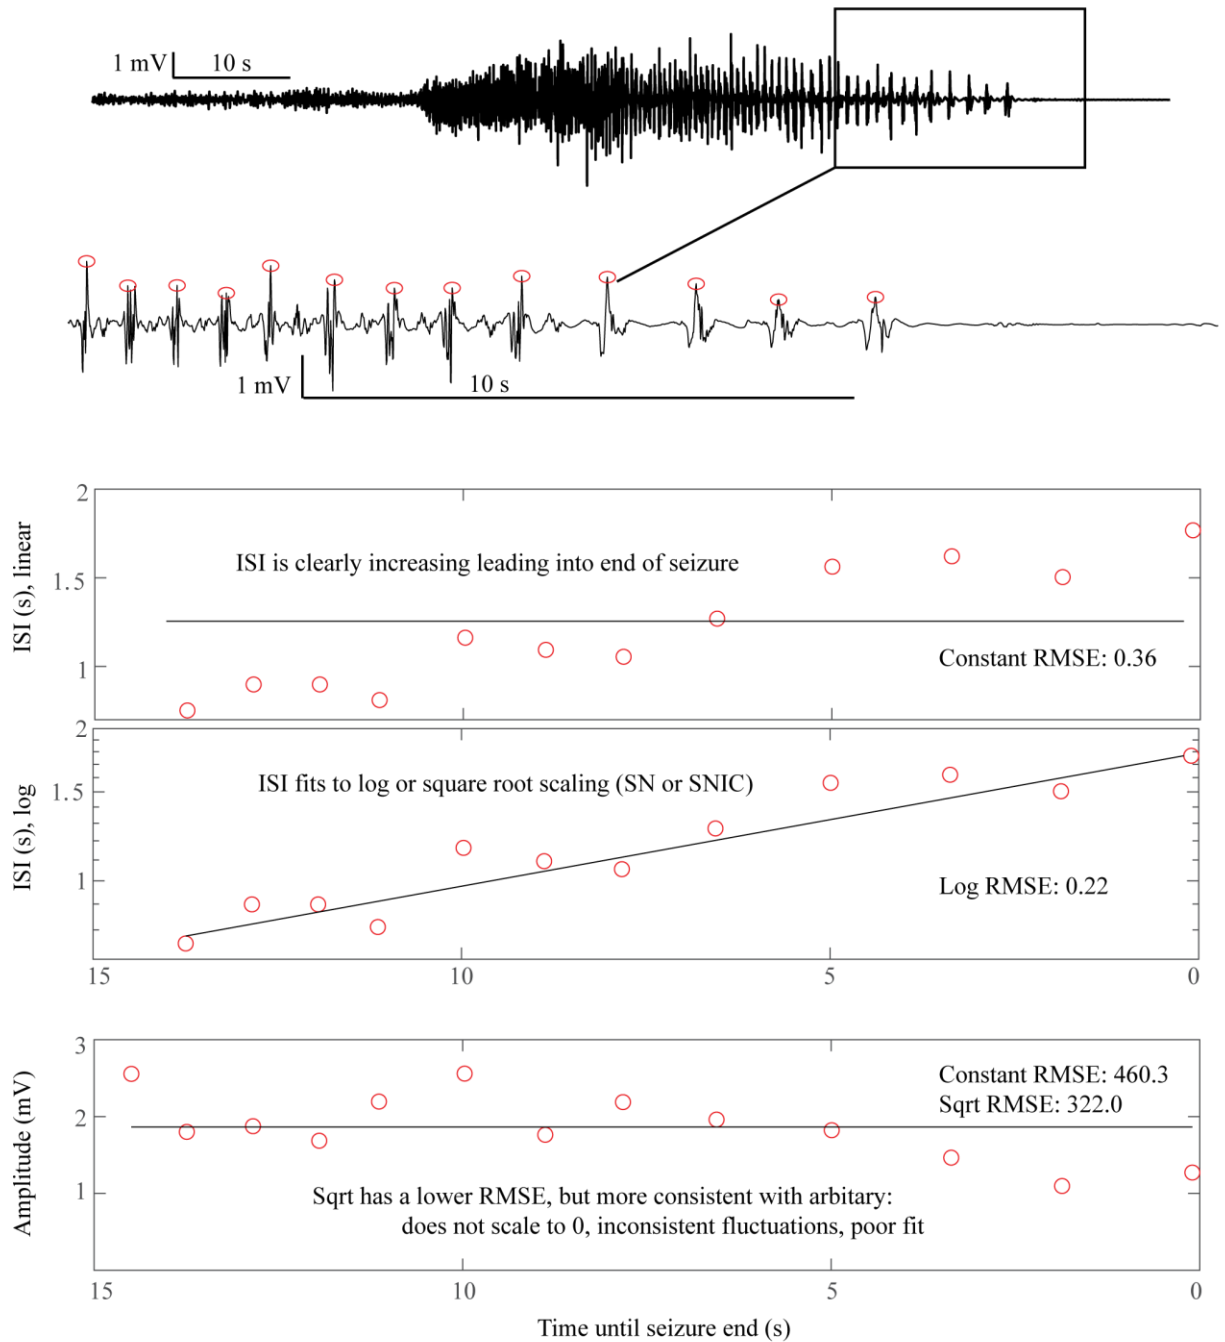 1 mV 10 s
1 mV 10 s
2
ISI is clearly increasing leading into end of seizure
1.5
Constant RMSE: 0.36
1
ISI (s), linear
2
ISI fits to log or square root scaling (SN or SNIC)
1.5
Log RMSE: 0.22
1
ISI (s), log
15 10 5 0
3
Constant RMSE: 460.3
Sqrt RMSE: 322.0
2
1
Sqrt has a lower RMSE, but more consistent with arbitary:
does not scale to 0, inconsistent fluctuations, poor fit
Amplitude (mV)
15 10 5 0
Time until seizure end (s)